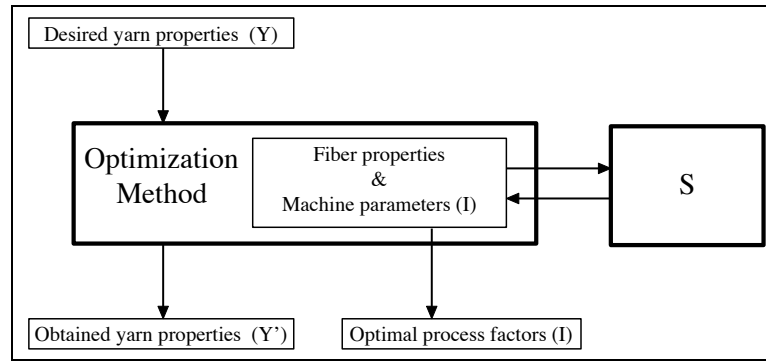 Desired yarn properties (Y)
Optimization
Method
Fiber properties
&
Machine parameters (I)
S
Obtained yarn properties (Y’)
Optimal process factors (I)